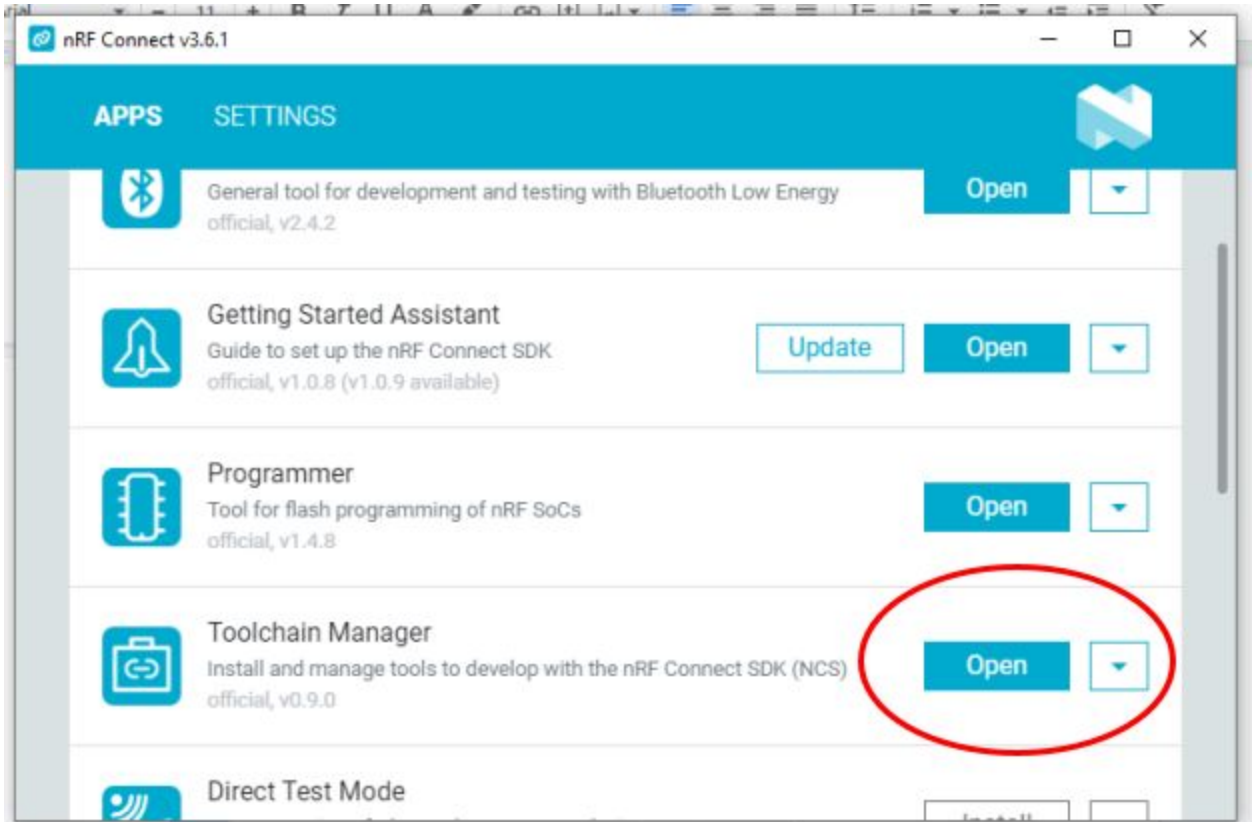 nRF Connect v3.6.1
APPS SETTINGS
General tool for development and testing with Bluetooth Low Energy
Open
official, v2.4.2
Getting Started Assistant
Guide to set up the nRF Connect SDK
Update Open
official, v1.0.8 (v1.0.9 available)
Programmer
Tool for flash programming of nRF SoCs
Open
official, v1.4.8
Toolchain Manager
Install and manage tools to develop with the nRF Connect SDK (NCS)
Open
official, v0.9.0
Direct Test Mode
Install